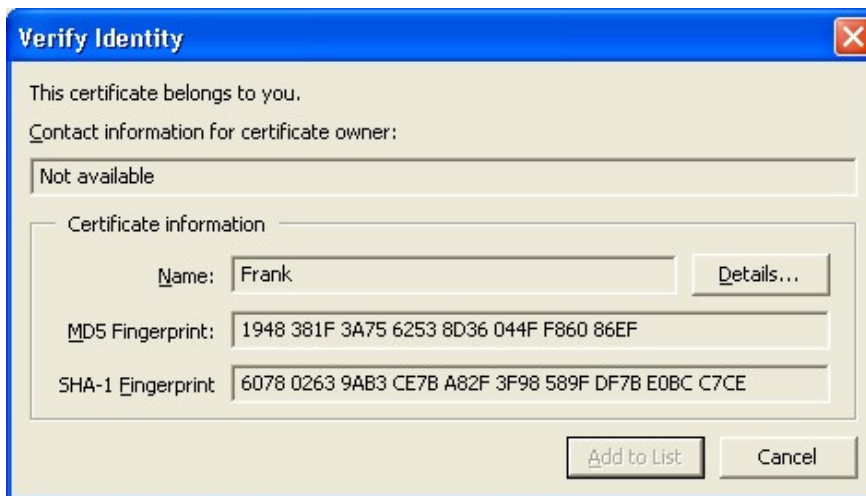 Verify Identity
This certificate belongs to you.
Contact information for certificate owner:
Not available
Certificate information
Name: Frank Details...
MD5 Fingerprint: 1948 381F 3A75 6253 8D36 044F F860 86EF
SHA-1 Fingerprint 6078 0263 9AB3 CE7B A82F 3F98 589F DF7B E0BC C7CE
Add to List Cancel